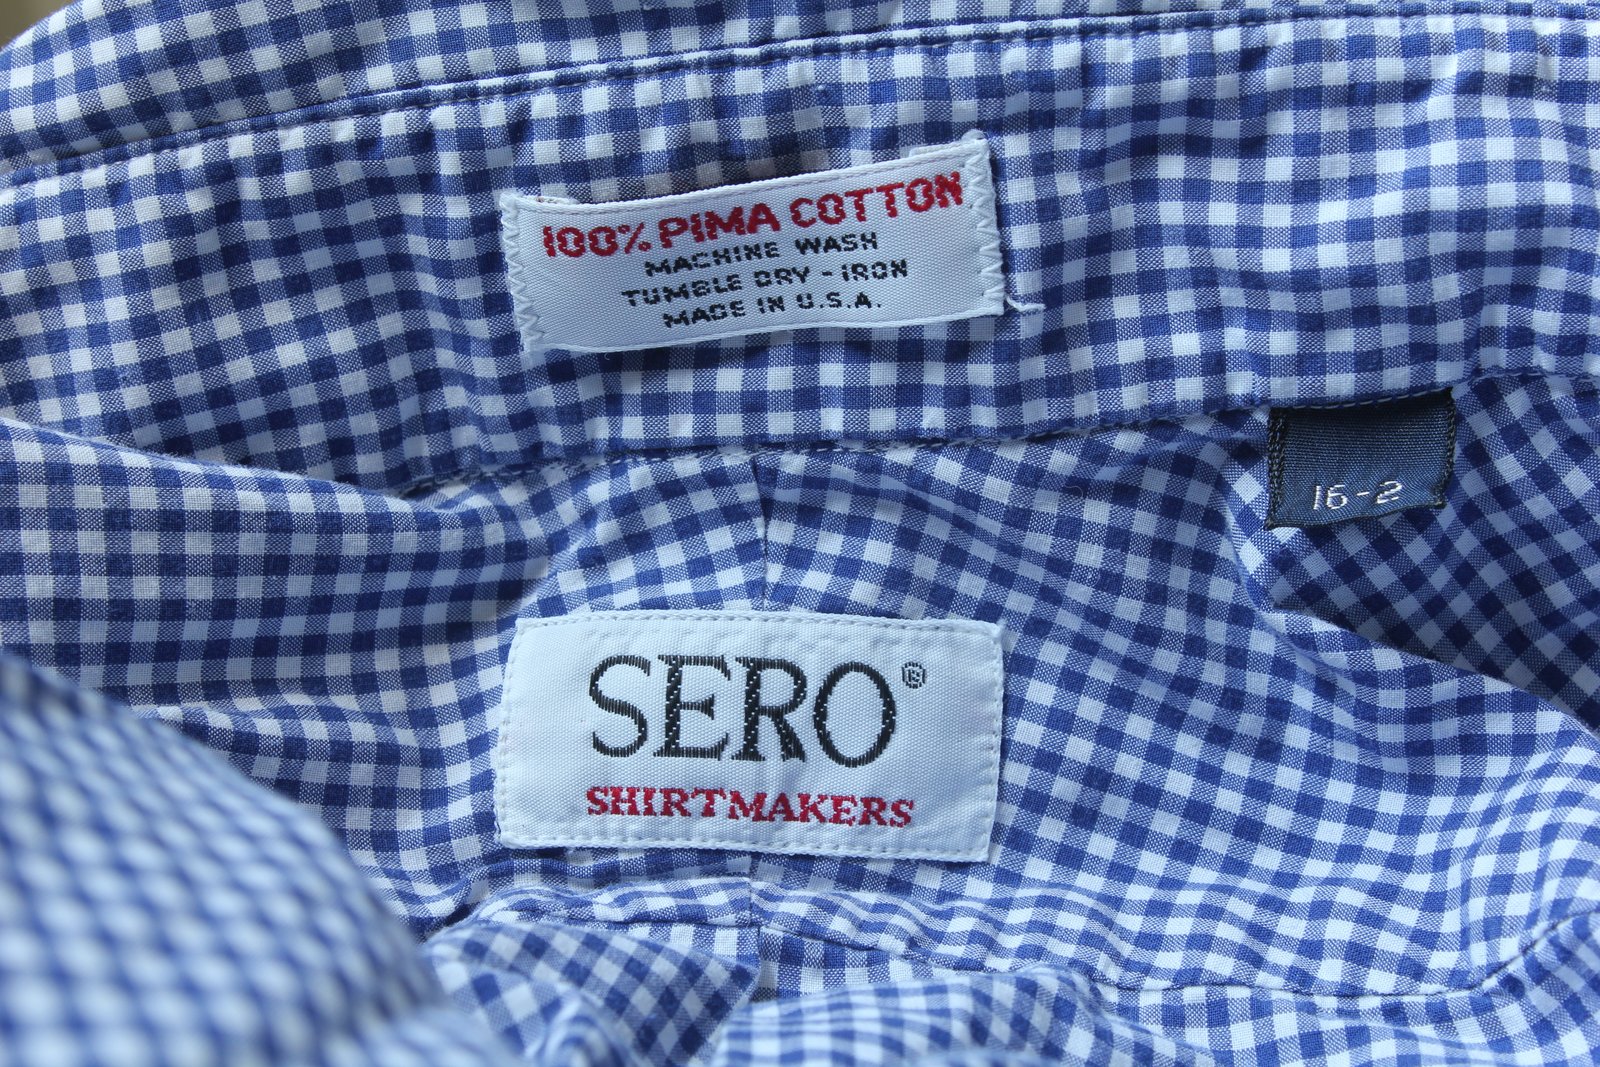 100% PIMA COTTON
MACHINE WASH
TUMBLE DRY - IRON
MADE IN U.S.A.
16-2
SERO®
SHIRTMAKERS